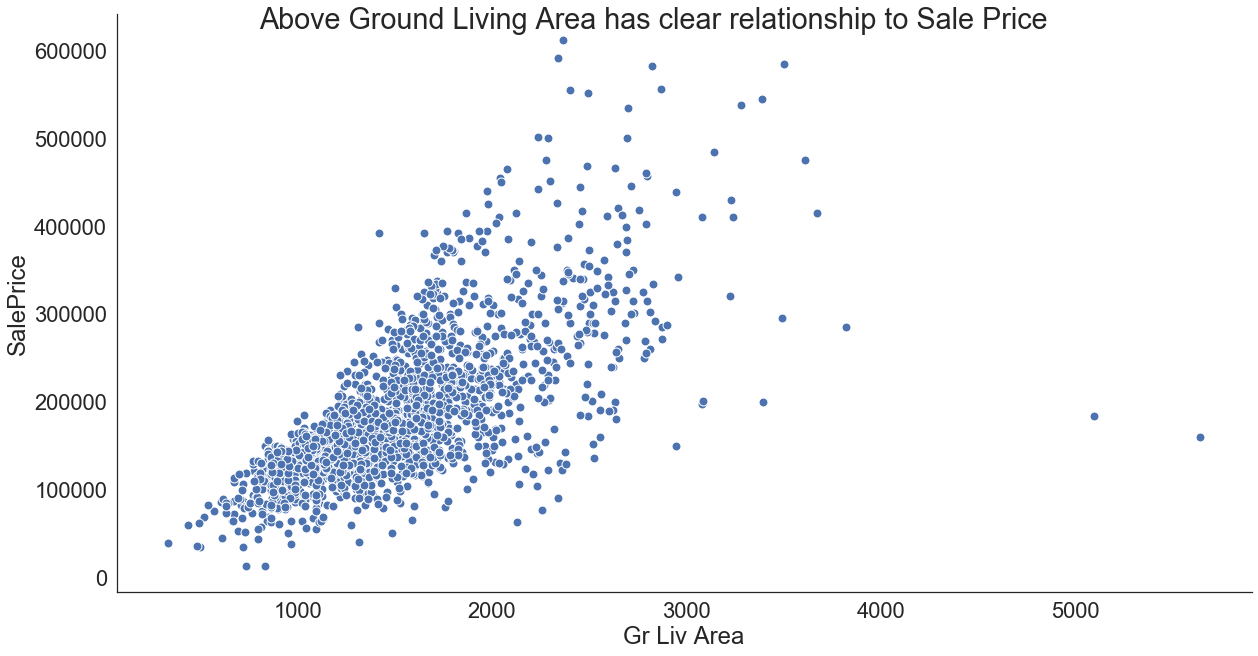 Above Ground Living Area has clear relationship to Sale Price
600000
500000
400000
300000
200000
100000
0
SalePrice
1000 2000 3000 4000 5000
Gr Liv Area